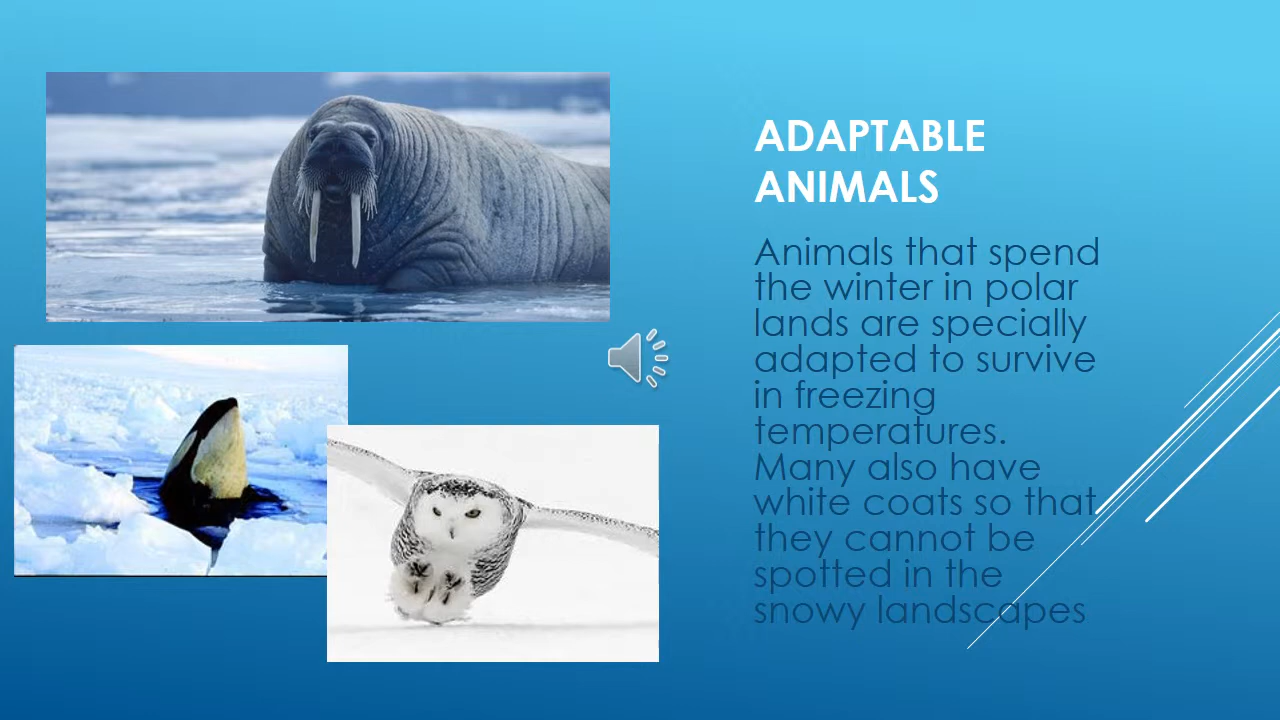 ADAPTABLE
ANIMALS
Animals that spend
the winter in polar
lands are specially
adapted to survive
in freezing
temperatures.
Many also have
white coats so that
they cannot be
spotted in the
snowy landscapes